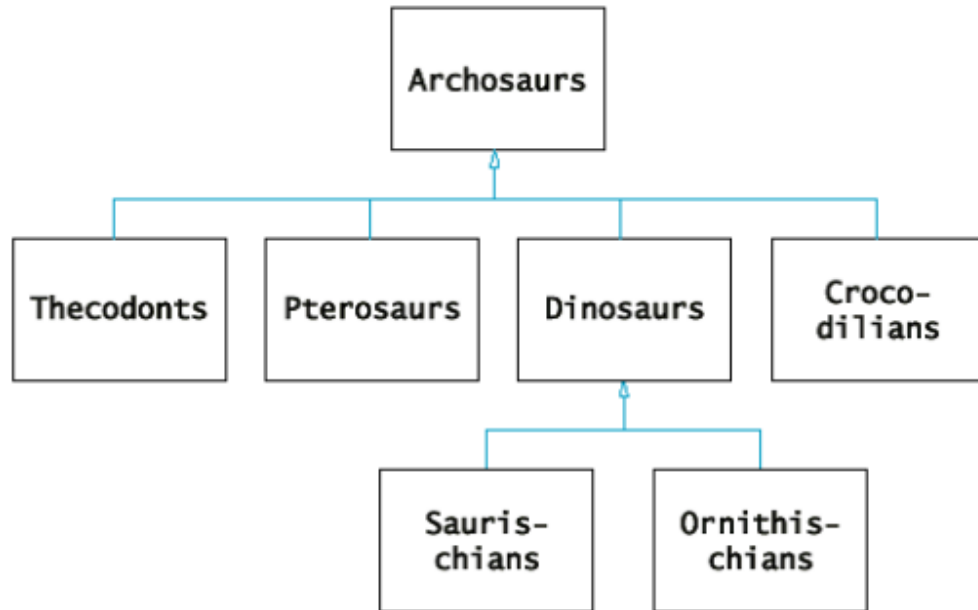 Archosaurs
Thecodonts
Pterosaurs
Dinosaurs
Croco-
dilians
Sauris-
chians
Ornithis-
chians